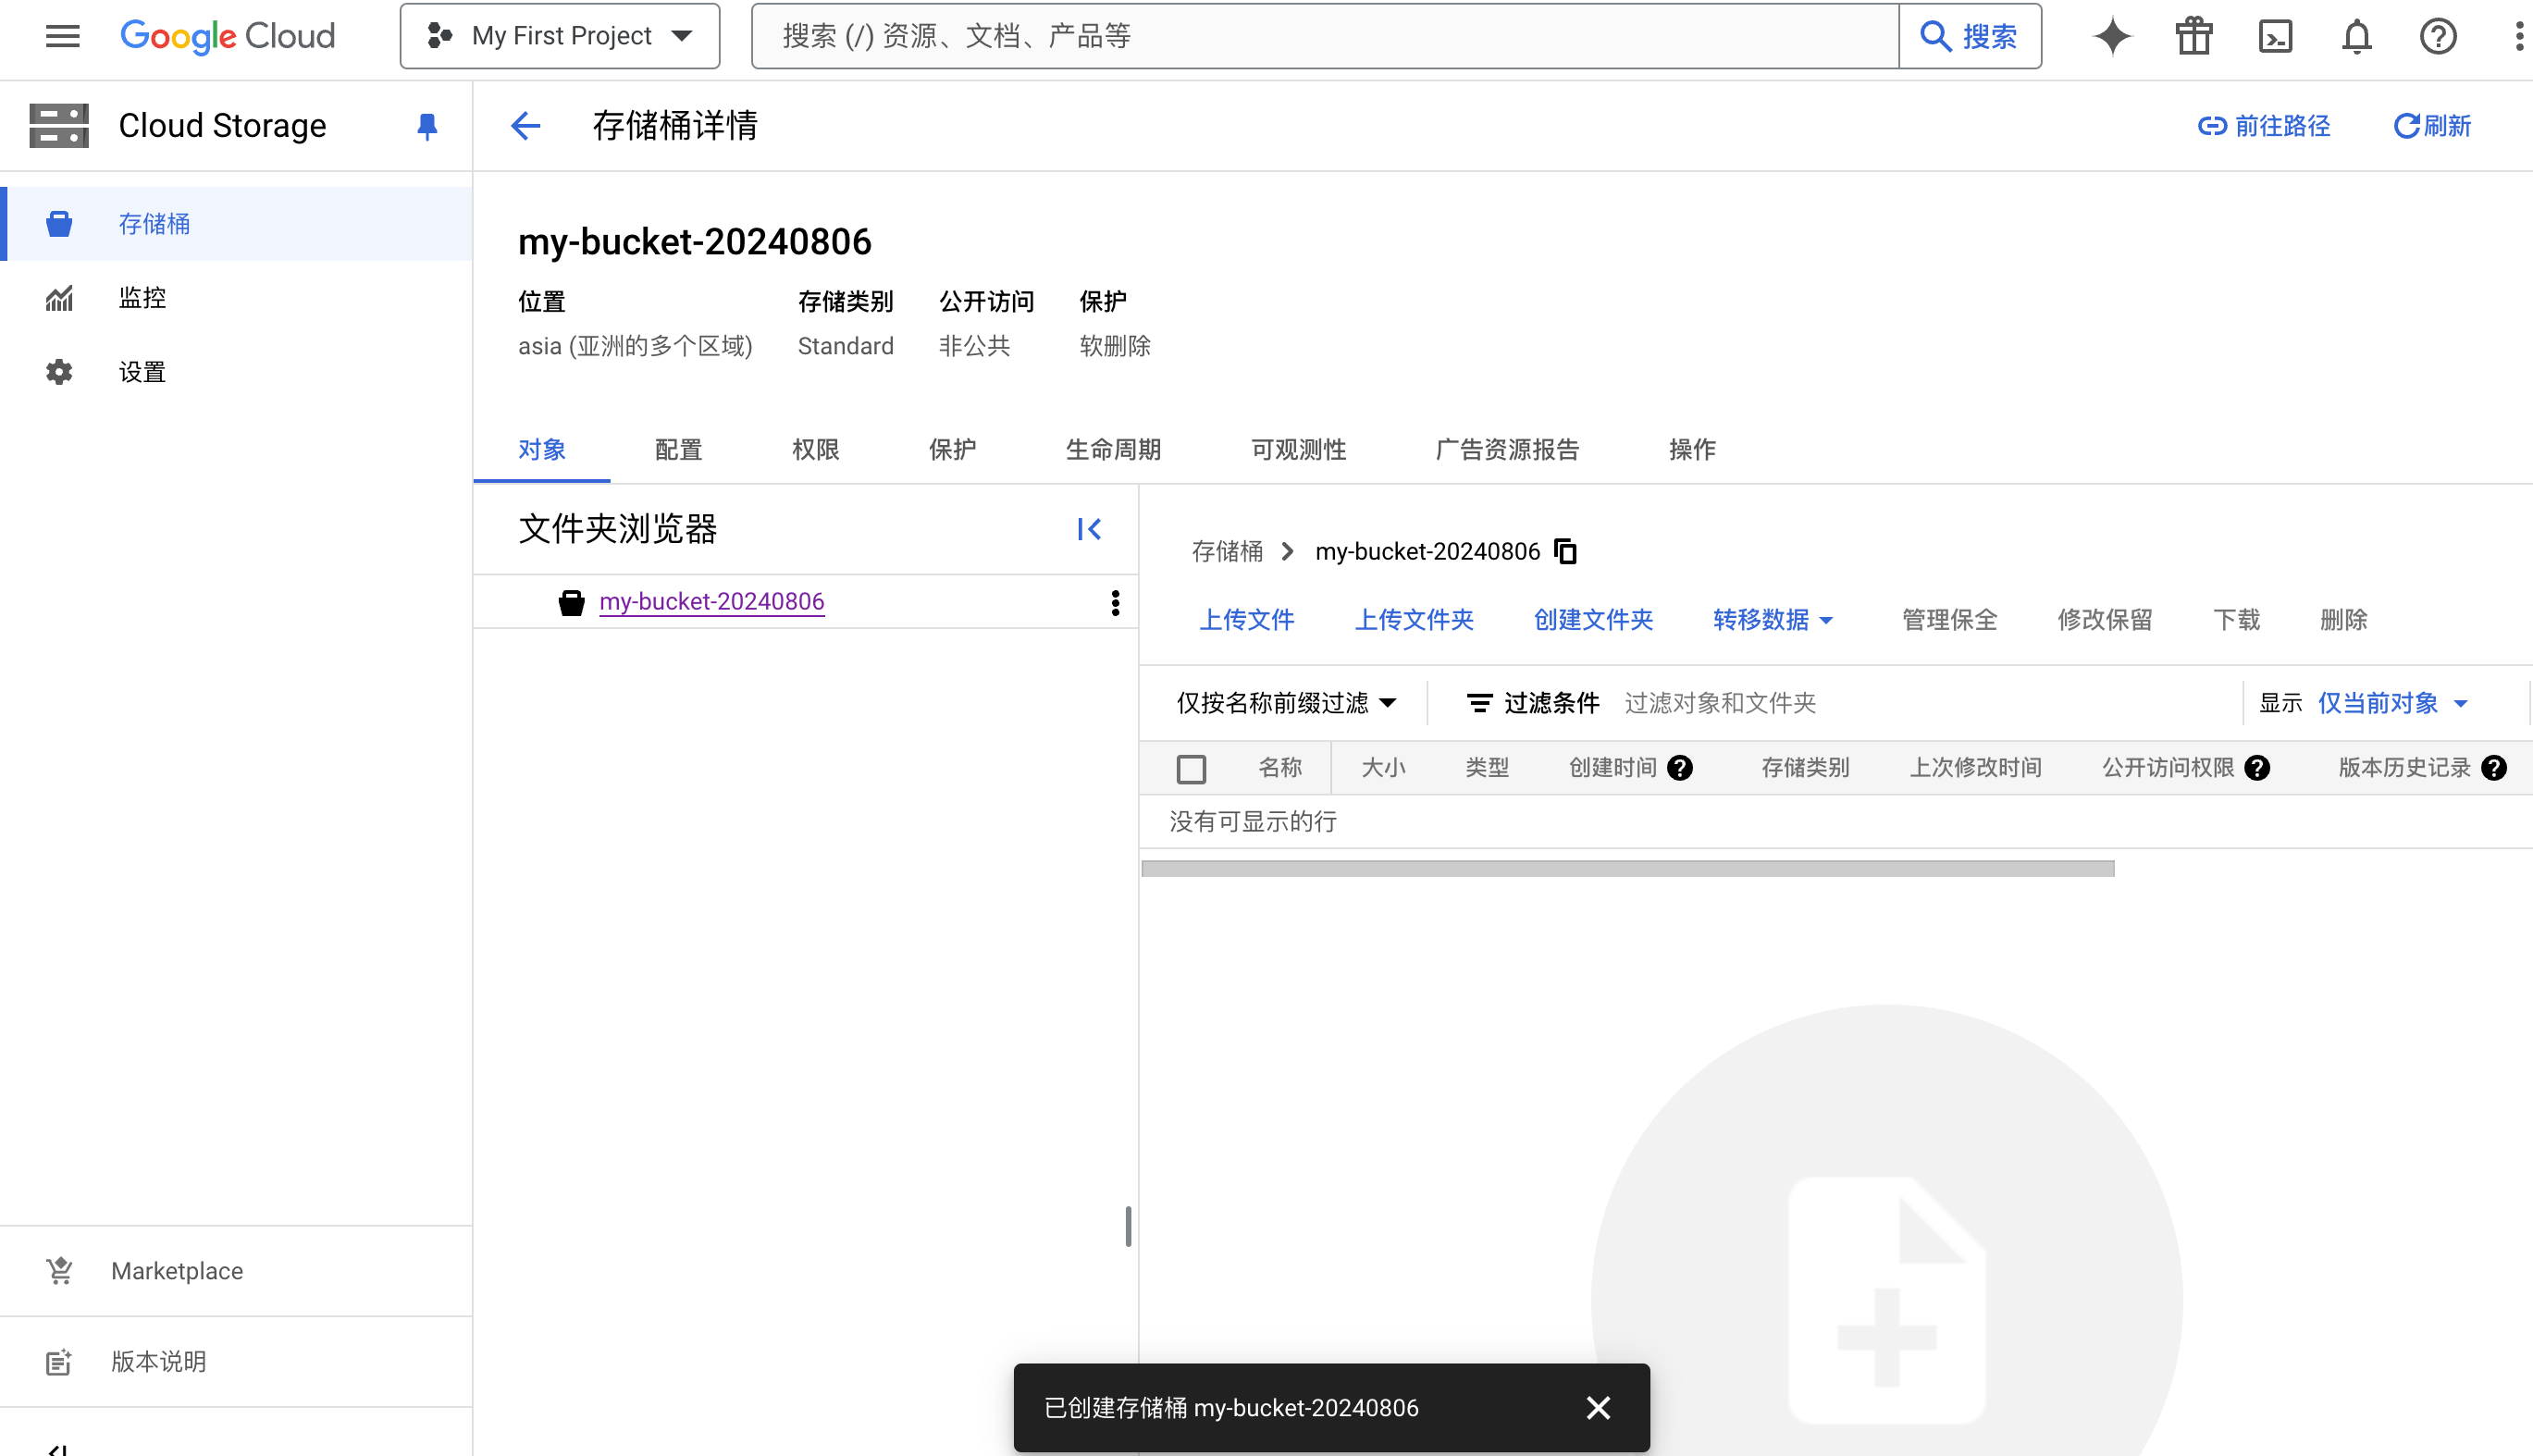 Google Cloud
My First Project
搜索 (/) 资源、文档、产品等
搜索
Cloud Storage
存储桶详情
前往路径
刷新
存储桶
监控
设置
my-bucket-20240806
位置 存储类别 公开访问 保护
asia (亚洲的多个区域) Standard 非公共 软删除
对象 配置 权限 保护 生命周期 可观测性 广告资源报告 操作
文件夹浏览器
my-bucket-20240806
存储桶 my-bucket-20240806
上传文件 上传文件夹 创建文件夹 转移数据 管理保全 修改保留 下载 删除
仅按名称前缀过滤 过滤条件 过滤对象和文件夹 显示 仅当前对象
名称 大小 类型 创建时间 存储类别 上次修改时间 公开访问权限 版本历史记录
没有可显示的行
Marketplace
版本说明
已创建存储桶 my-bucket-20240806